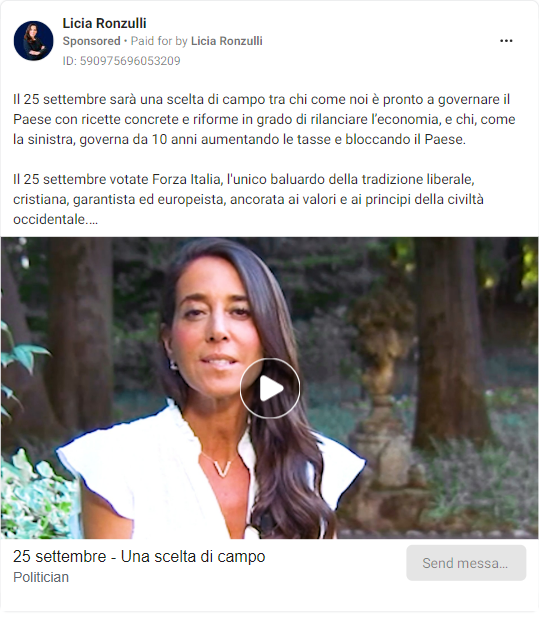 Licia Ronzulli
Sponsored • Paid for by Licia Ronzulli
ID: 590975696053209
Il 25 settembre sarà una scelta di campo tra chi come noi è pronto a governare il
Paese con ricette concrete e riforme in grado di rilanciare l'economia, e chi, come
la sinistra, governa da 10 anni aumentando le tasse e bloccando il Paese.
Il 25 settembre votate Forza Italia, l'unico baluardo della tradizione liberale,
cristiana, garantista ed europeista, ancorata ai valori e ai principi della civiltà
occidentale....
25 settembre - Una scelta di campo
Politician
Send messa...